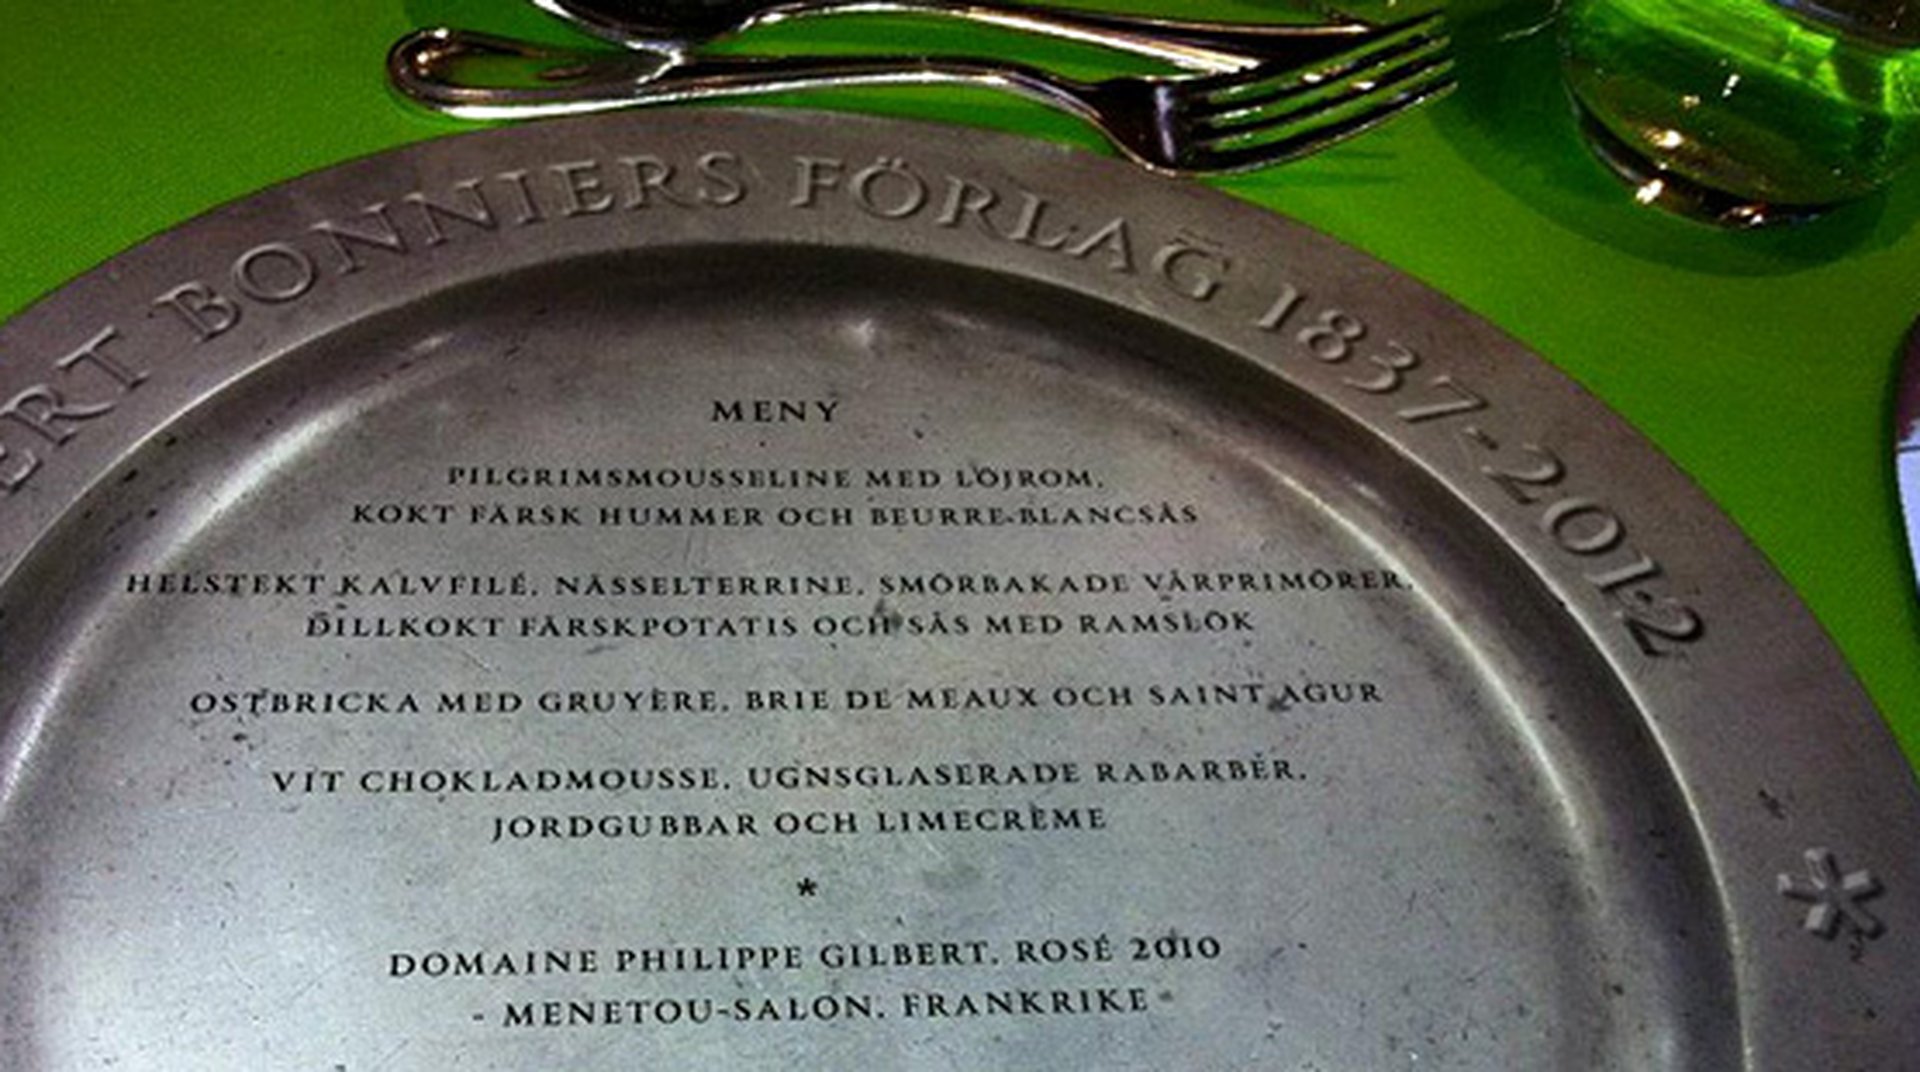 ERT BONNIERS FÖRLAG 1837-2012
MENY
PILGRIMSMOUSSELINE MED LÖJROM,
KOKT FÄRSK HUMMER OCH BEURRE-BLANCSÅS
HELSTEKT KALVFILÉ, NÄSSELTERRINE, SMÖRBAKADE VÅRPRIMÖRER,
DILLKOKT FÄRSKPOTATIS OCH SÅS MED RAMSLÖK
OSTBRICKA MED GRUYÈRE, BRIE DE MEAUX OCH SAINT AGUR
VIT CHOKLADMOUSSE, UGNSGLASERADE RABARBER,
JORDGUBBAR OCH LIMECRÈME
*
DOMAINE PHILIPPE GILBERT, ROSÉ 2010
- MENETOU-SALON, FRANKRIKE -
*